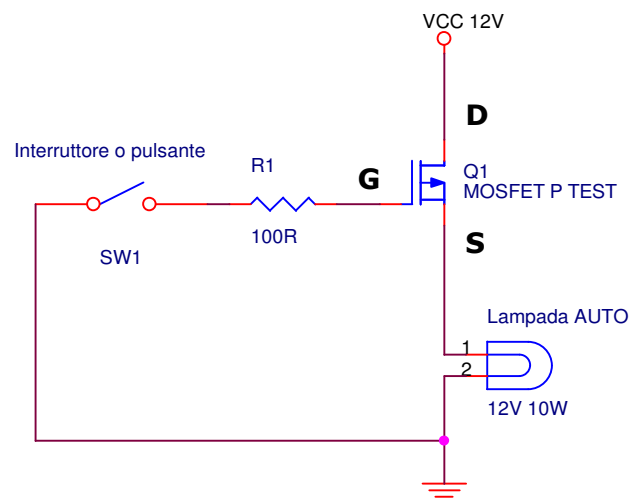 VCC 12V
D
Interruttore o pulsante
R1
G
Q1
MOSFET P TEST
100R
S
SW1
Lampada AUTO
1
2
12V 10W